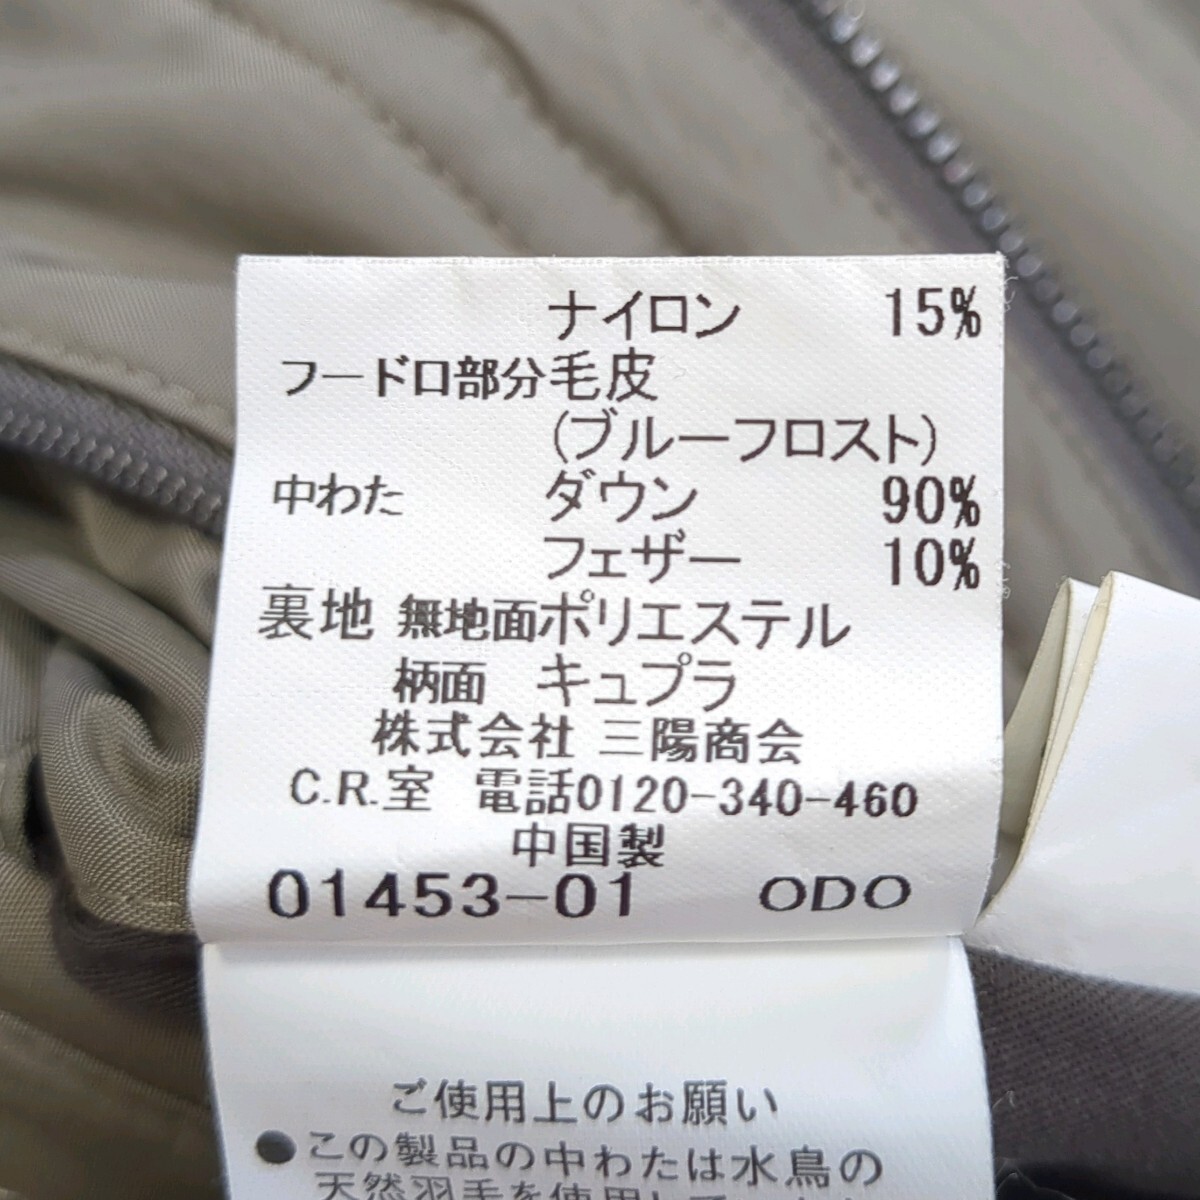 ナイロン 15%
フード口部分毛皮
(ブルーフロスト)
中わた ダウン 90%
フェザー 10%
裏地 無地面ポリエステル
柄面 キュプラ
株式会社 三陽商会
C.R.室 電話0120-340-460
中国製
01453-01 ODO
ご使用上のお願い
●この製品の中わたは水鳥の
天然羽毛を使用して